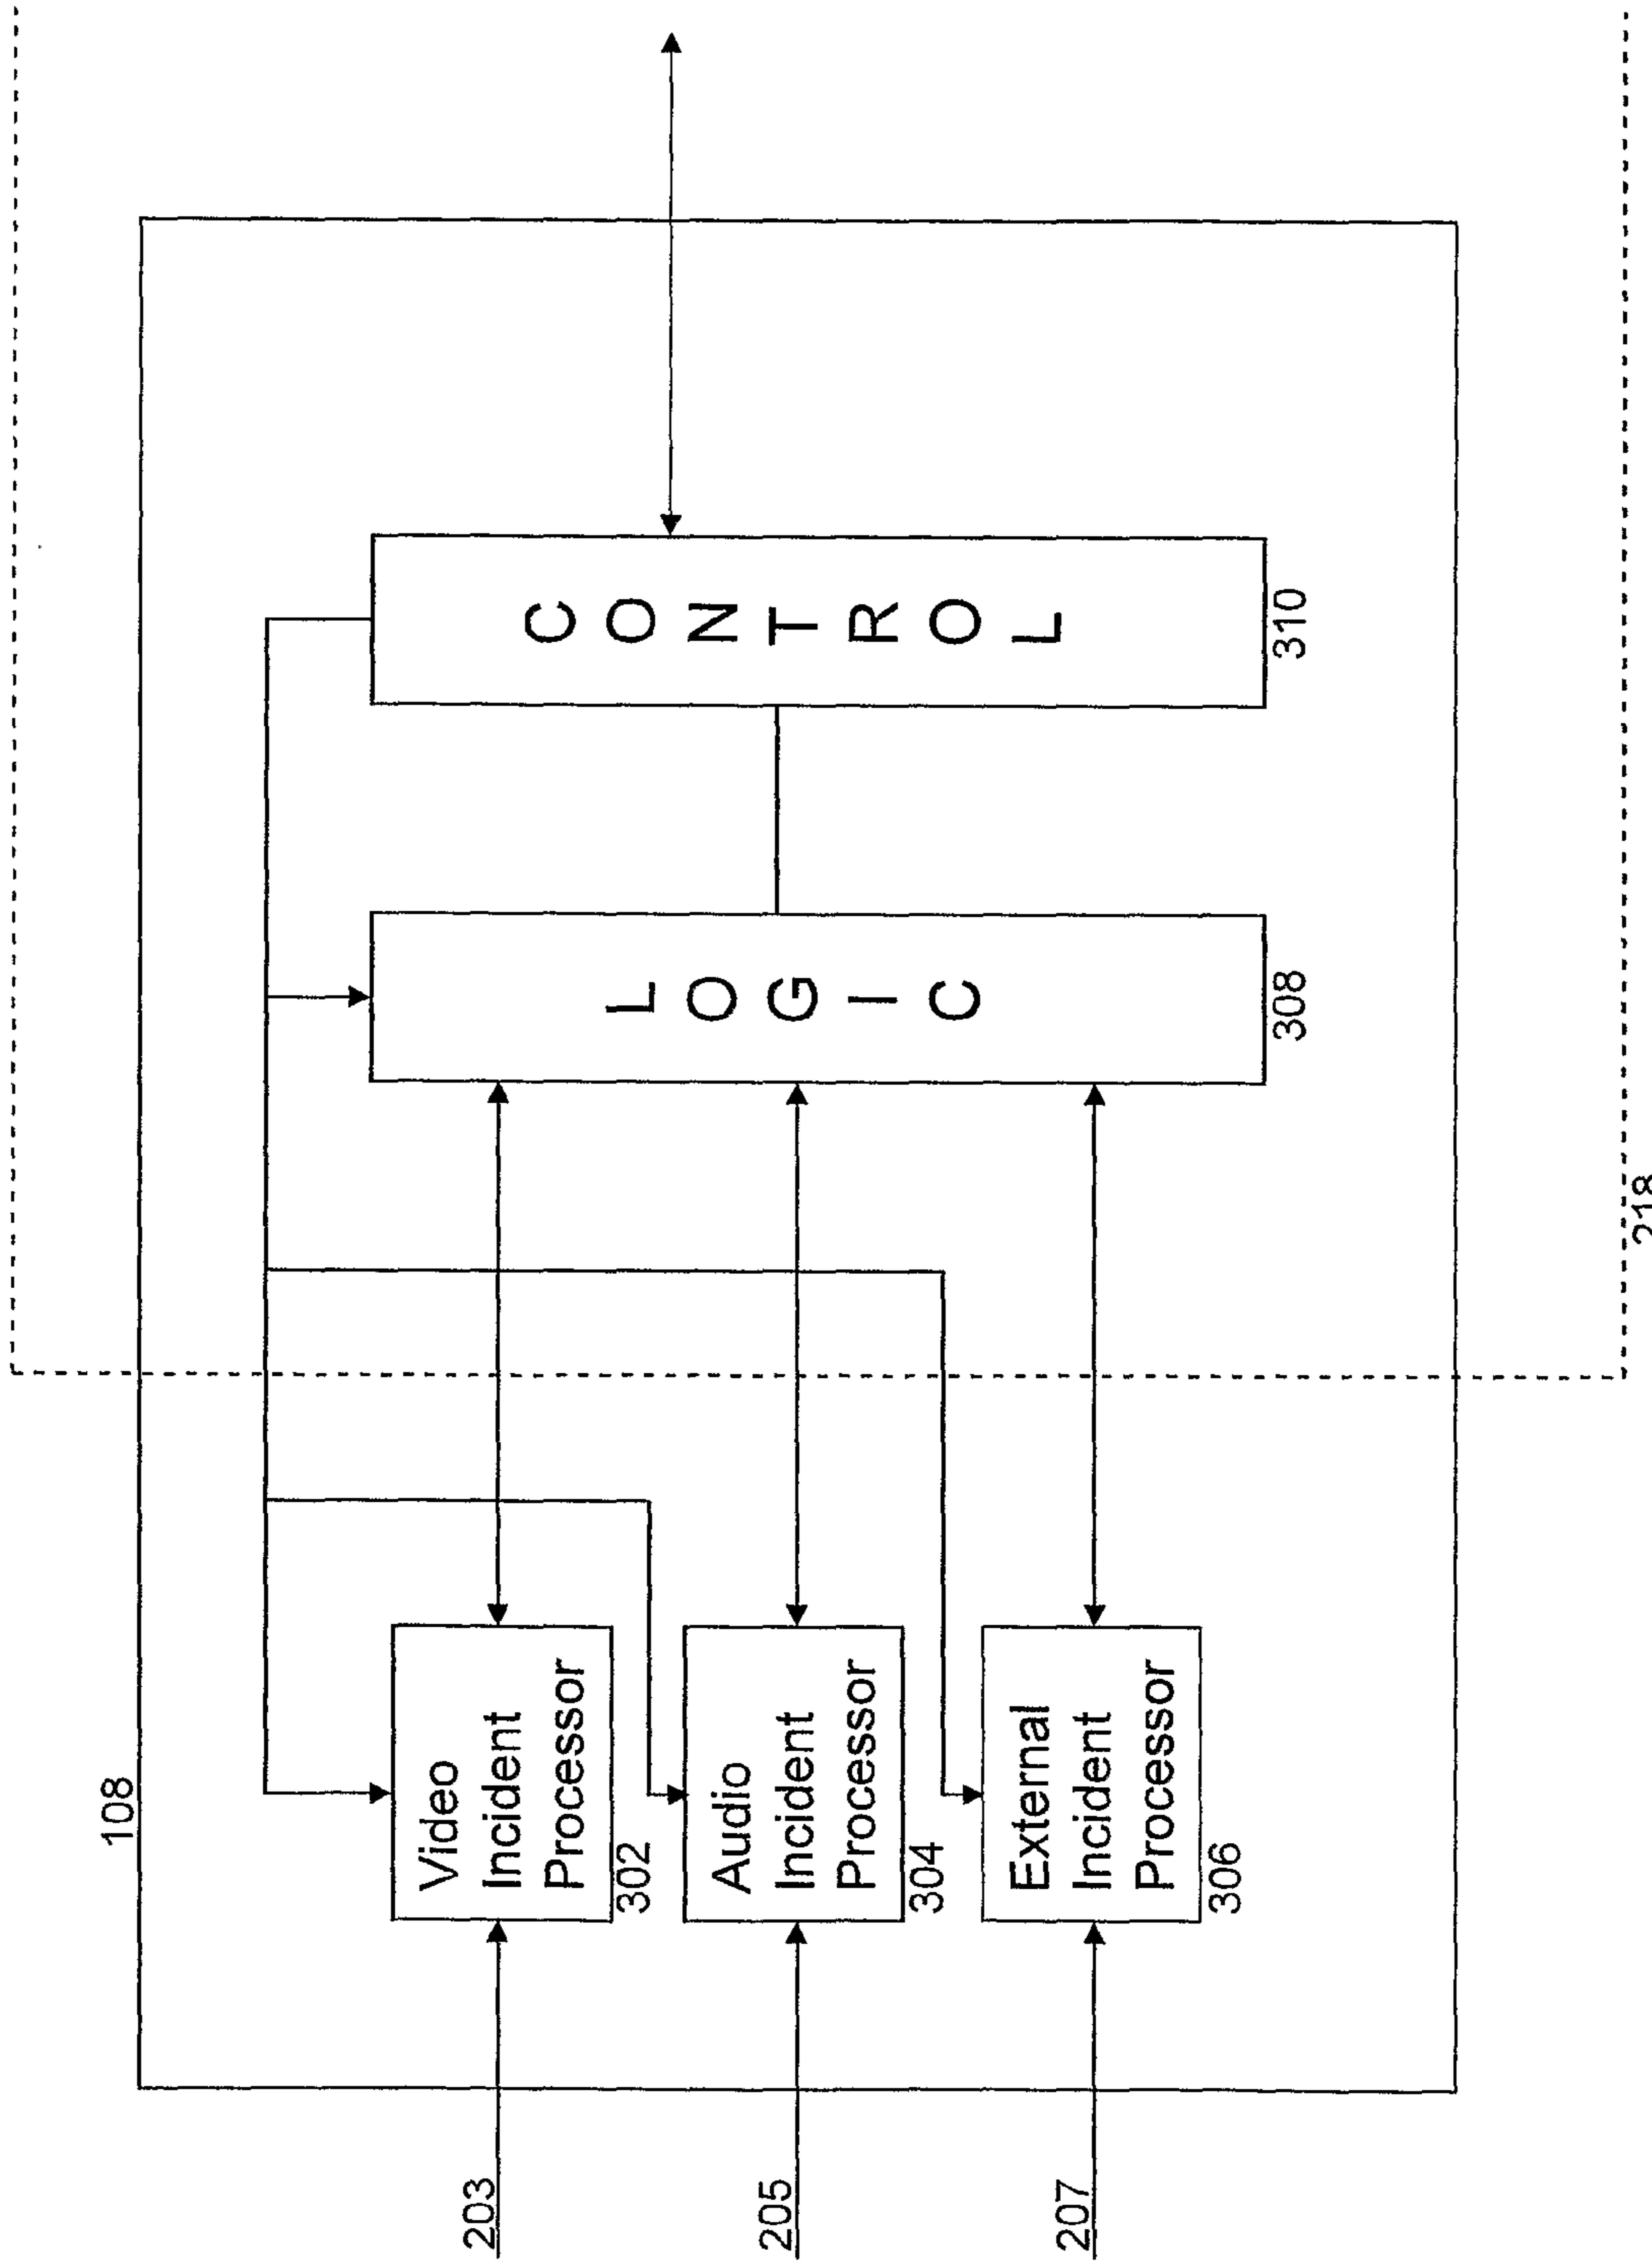 108
203
Video
Incident
Processor
302
205
Audio
Incident
Processor
304
207
External
Incident
Processor
306
LOGIC
308
CONTROL
310
218